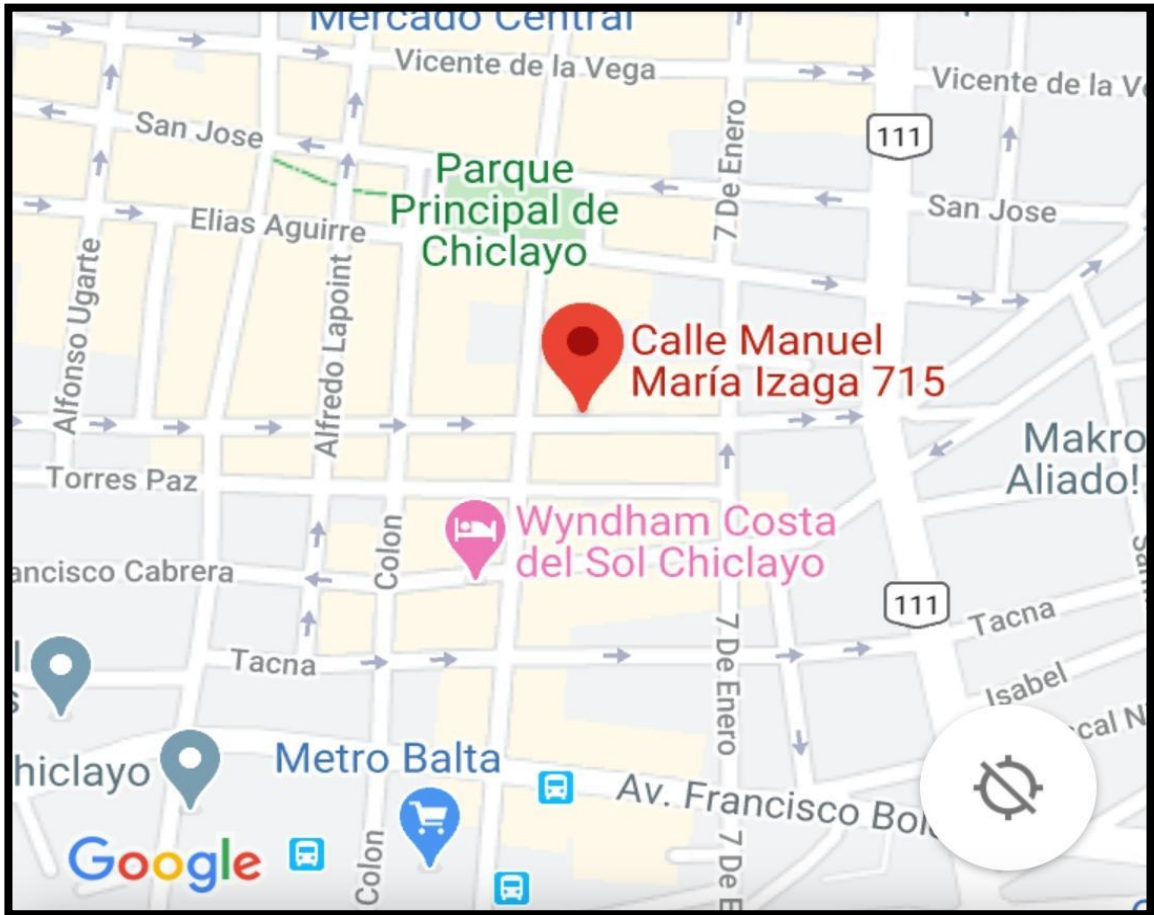 Mercado Central
Vicente de la Vega
Vicente de la V
San Jose
111
Parque
Principal de
Chiclayo
7 De Enero
San Jose
Elias Aguirre
Alfonso Ugarte
Alfredo Lapoint
Calle Manuel
María Izaga 715
Makro
Aliado!
Torres Paz
Wyndham Costa
del Sol Chiclayo
Colon
ancisco Cabrera
111
Tacna
7 De Enero
Tacna
Isabel
cal N
hiclayo
Metro Balta
Av. Francisco Bol
Google
Colon
7 De E